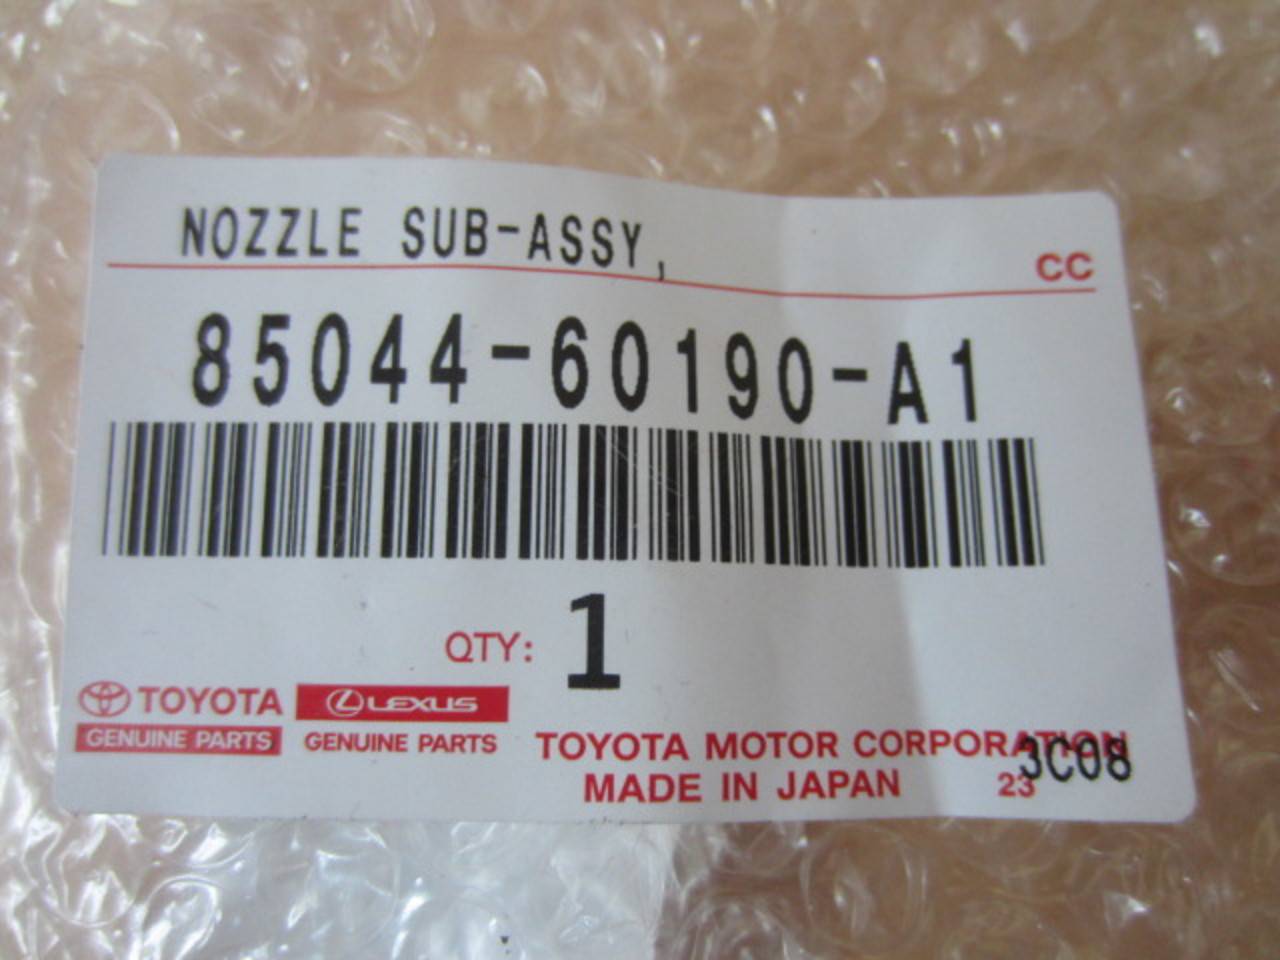 NOZZLE SUB-ASSY,
CC
85044-60190-A1
QTY: 1
TOYOTA LEXUS
GENUINE PARTS GENUINE PARTS
TOYOTA MOTOR CORPORATION
MADE IN JAPAN 23 3C08